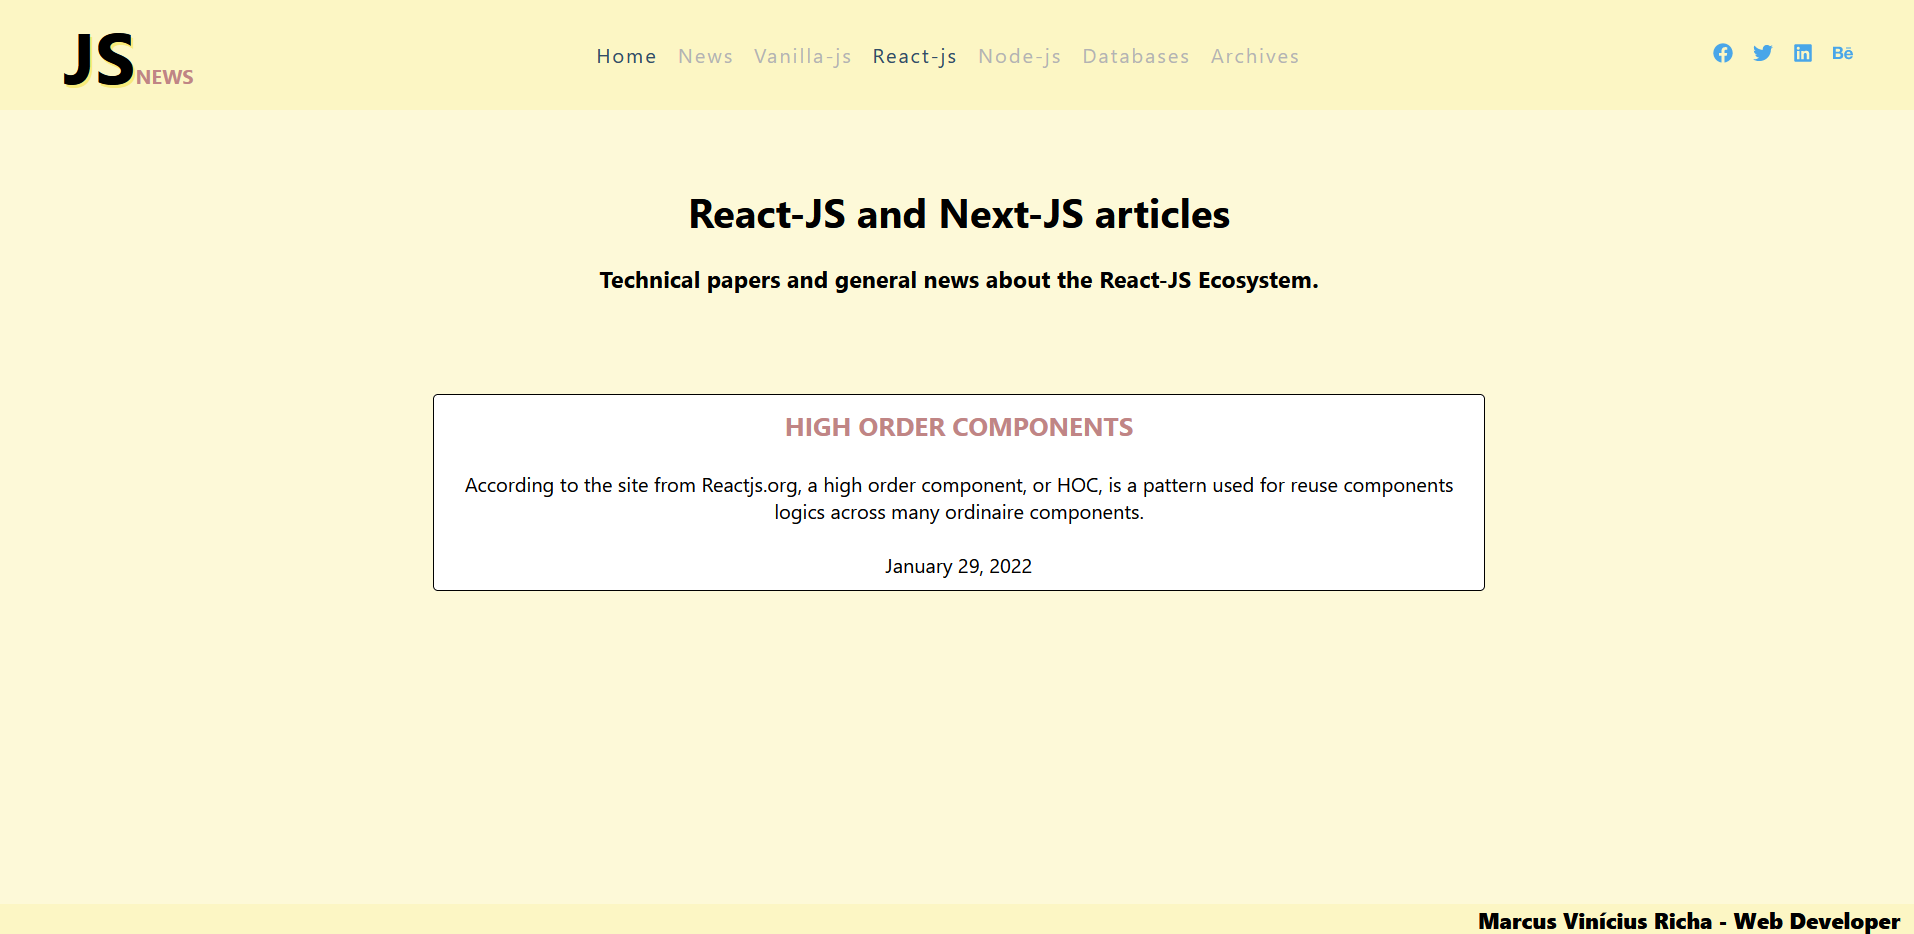 JS NEWS
Home News Vanilla-js React-js Node-js Databases Archives
Bē
React-JS and Next-JS articles
Technical papers and general news about the React-JS Ecosystem.
HIGH ORDER COMPONENTS
According to the site from Reactjs.org, a high order component, or HOC, is a pattern used for reuse components
logics across many ordinaire components.
January 29, 2022
Marcus Vinícius Richa - Web Developer